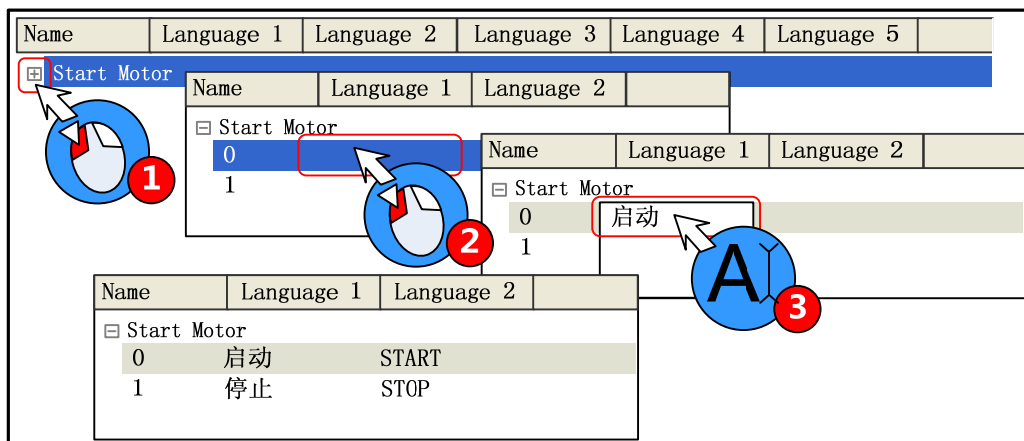 Name Language 1 Language 2 Language 3 Language 4 Language 5
Start Motor
1
Name Language 1 Language 2
Start Motor
0
1
2
Name Language 1 Language 2
Start Motor
0 启动
1
A
3
Name Language 1 Language 2
Start Motor
0 启动 START
1 停止 STOP